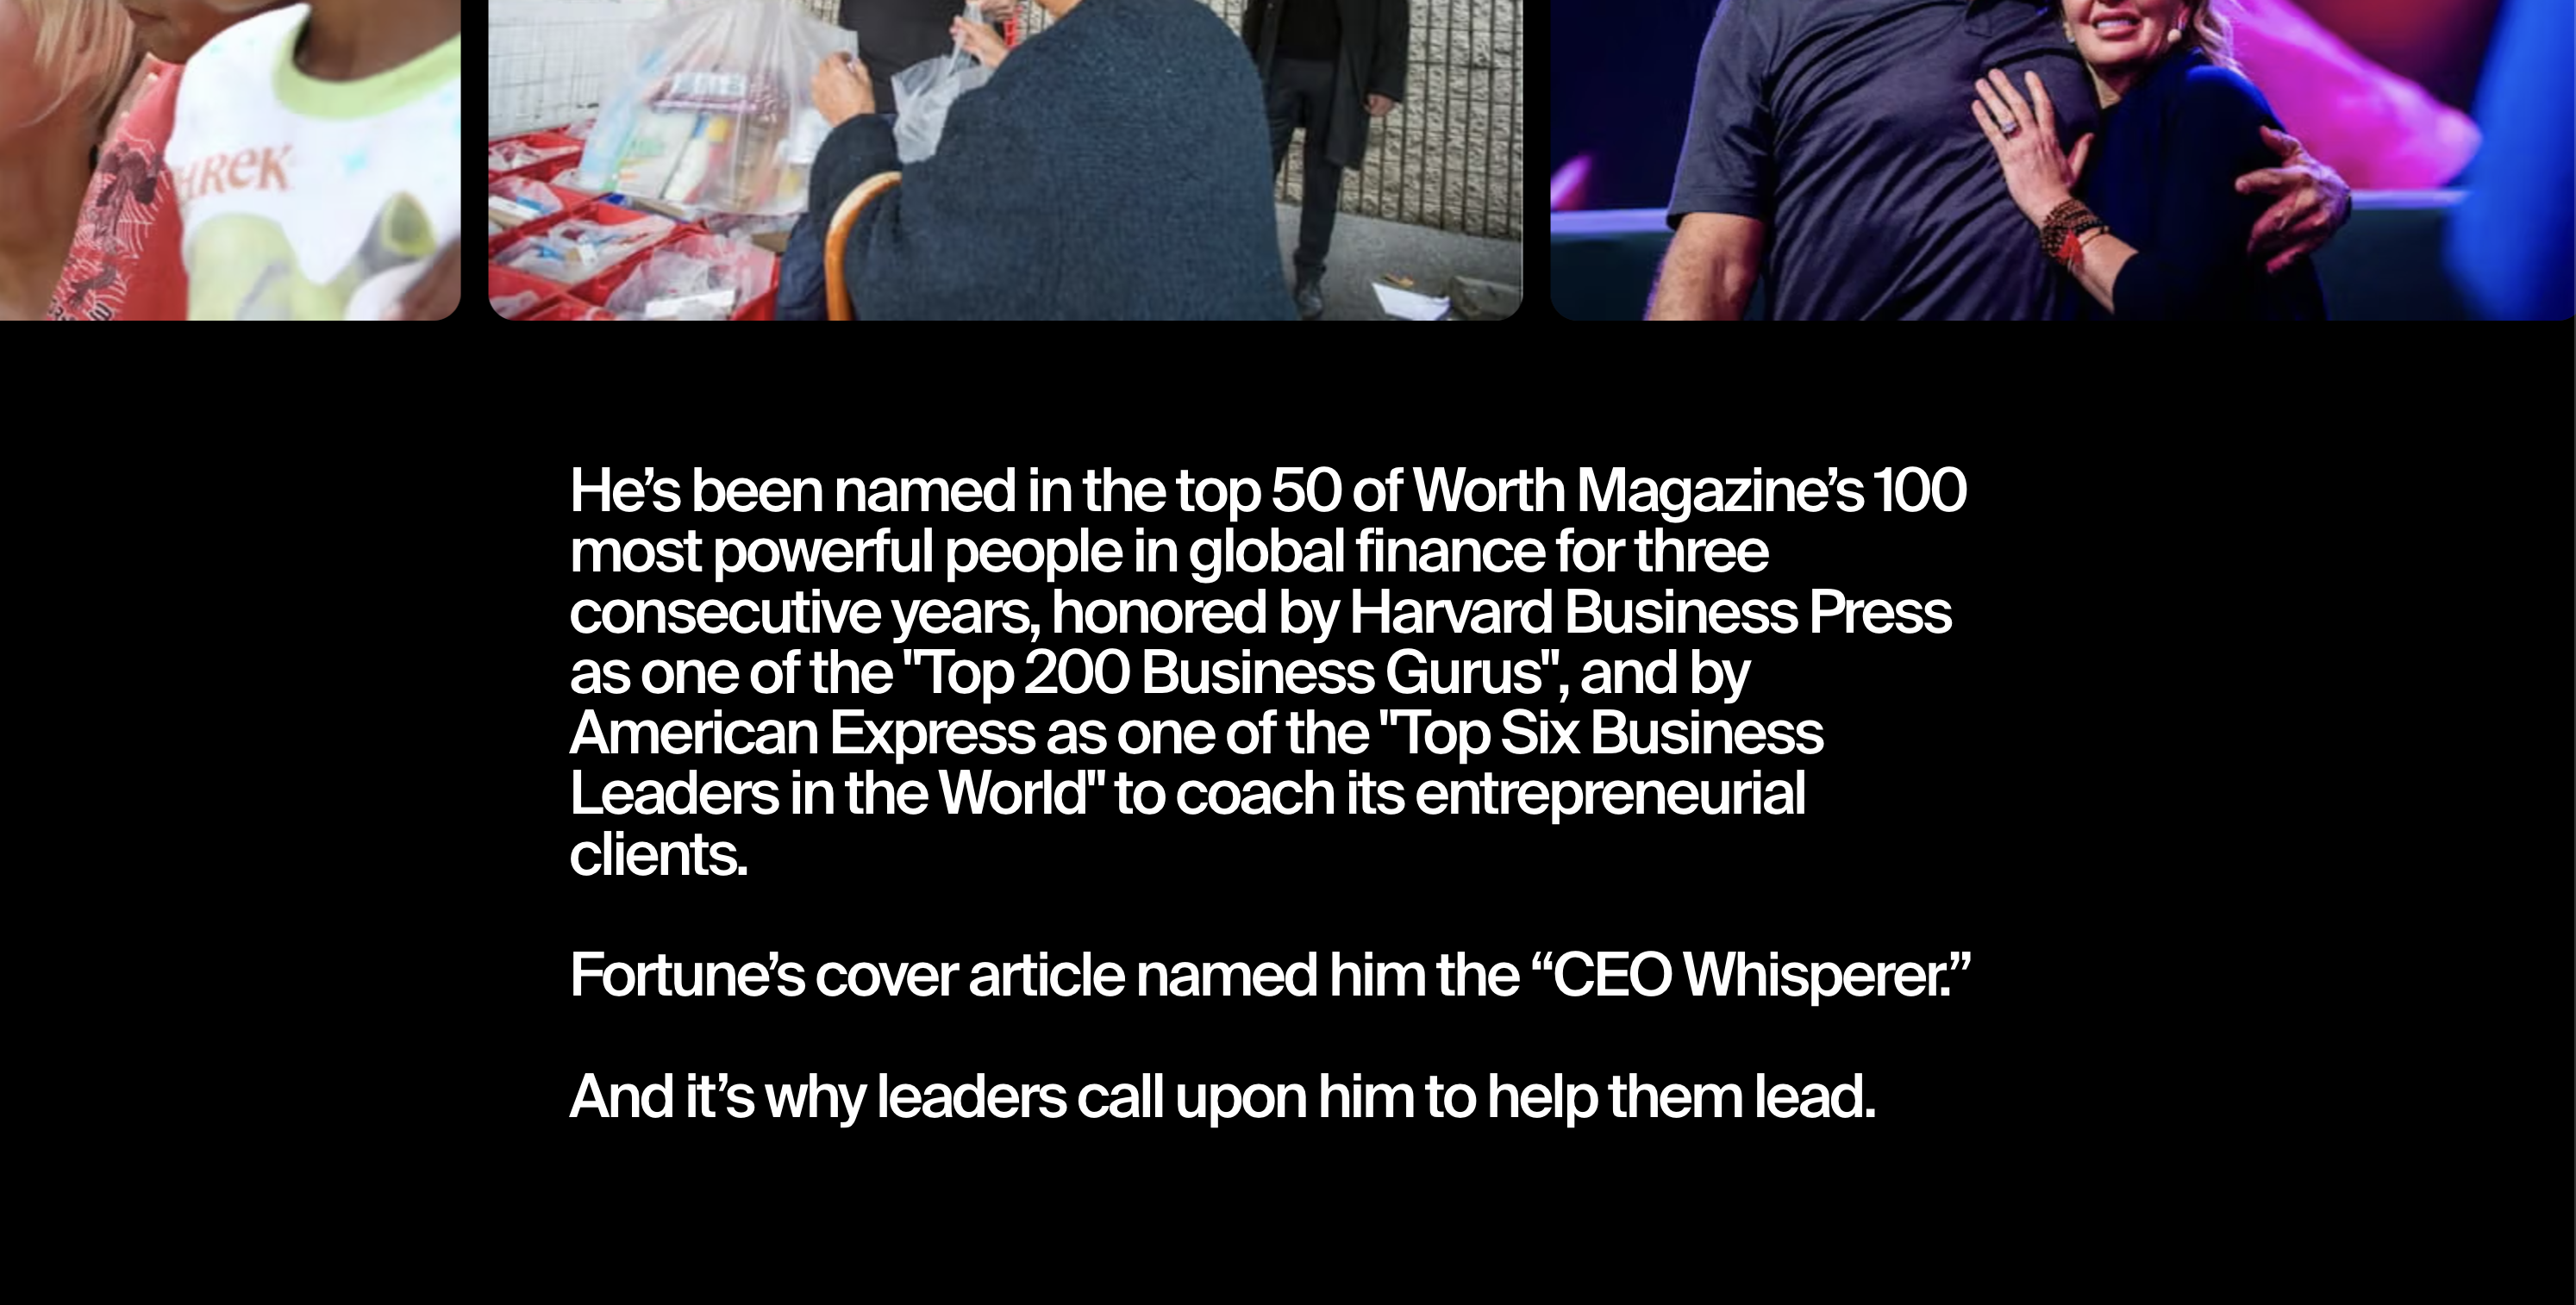 HREK
He’s been named in the top 50 of Worth Magazine’s 100
most powerful people in global finance for three
consecutive years, honored by Harvard Business Press
as one of the "Top 200 Business Gurus", and by
American Express as one of the "Top Six Business
Leaders in the World" to coach its entrepreneurial
clients.
Fortune’s cover article named him the “CEO Whisperer.”
And it’s why leaders call upon him to help them lead.